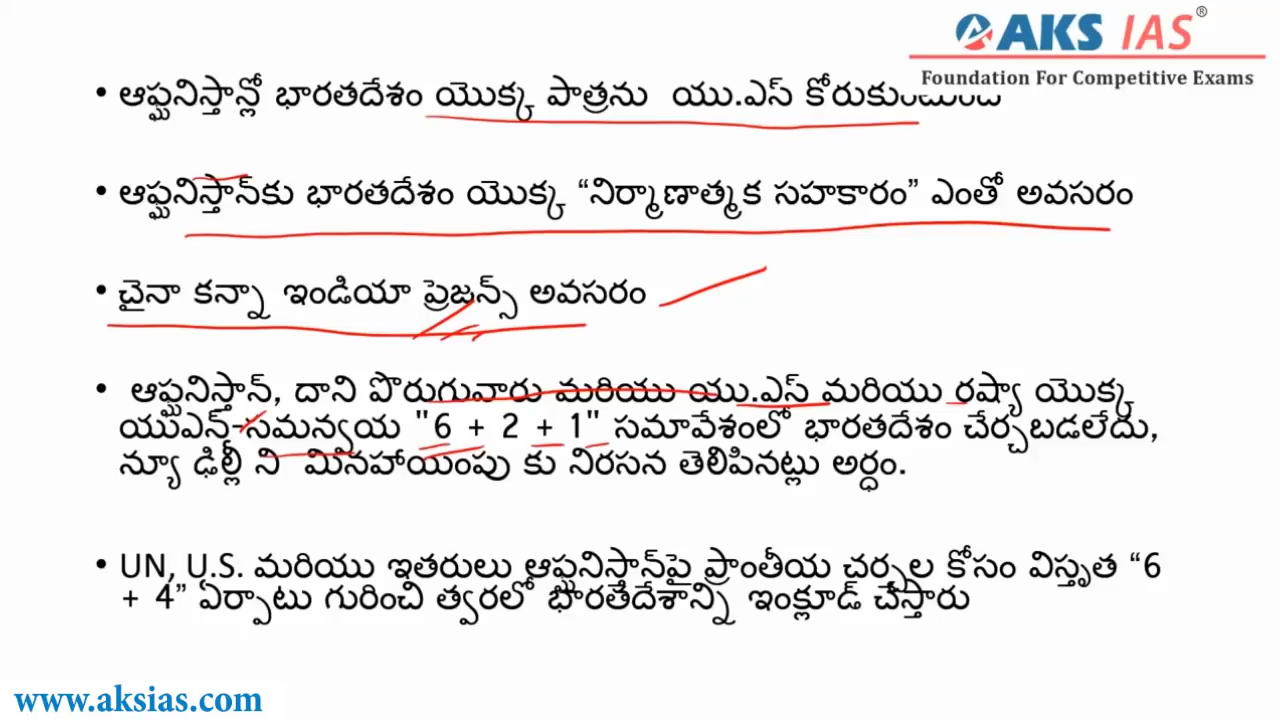 AKS IAS®
Foundation For Competitive Exams
• ఆఫ్ఘనిస్తాన్లో భారతదేశం యొక్క పాత్రను యు.ఎస్ కోరుకుంటుంది
• ఆఫ్ఘనిస్తాన్‌కు భారతదేశం యొక్క “నిర్మాణాత్మక సహకారం” ఎంతో అవసరం
• చైనా కన్నా ఇండియా ప్రెజన్స్ అవసరం
• ఆఫ్ఘనిస్తాన్, దాని పొరుగువారు మరియు యు.ఎస్ మరియు రష్యా యొక్క
యుఎన్-సమన్వయ "6 + 2 + 1" సమావేశంలో భారతదేశం చేర్చబడలేదు,
న్యూ ఢిల్లీ ని మినహాయింపు కు నిరసన తెలిపినట్లు అర్ధం.
• UN, U.S. మరియు ఇతరులు ఆఫ్ఘనిస్తాన్‌పై ప్రాంతీయ చర్చల కోసం విస్తృత “6
+ 4” ఏర్పాటు గురించి త్వరలో భారతదేశాన్ని ఇంక్లూడ్ చేస్తారు
www.aksias.com